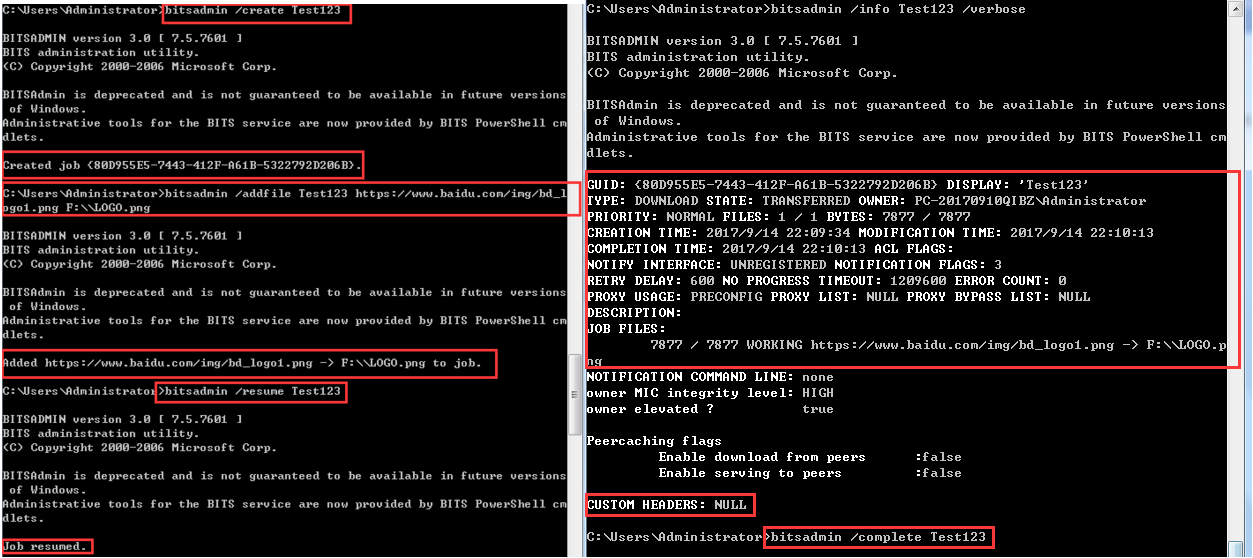 C:\Users\Administrator>bitsadmin /create Test123
BITSADMIN version 3.0 [ 7.5.7601 ]
BITS administration utility.
(C) Copyright 2000-2006 Microsoft Corp.
BITSAdmin is deprecated and is not guaranteed to be available in future versions
of Windows.
Administrative tools for the BITS service are now provided by BITS PowerShell cm
dlets.
Created job {80D955E5-7443-412F-A61B-5322792D206B}.
C:\Users\Administrator>bitsadmin /addfile Test123 https://www.baidu.com/img/bd_l
ogo1.png F:\\LOGO.png
BITSADMIN version 3.0 [ 7.5.7601 ]
BITS administration utility.
(C) Copyright 2000-2006 Microsoft Corp.
BITSAdmin is deprecated and is not guaranteed to be available in future versions
of Windows.
Administrative tools for the BITS service are now provided by BITS PowerShell cm
dlets.
Added https://www.baidu.com/img/bd_logo1.png -> F:\\LOGO.png to job.
C:\Users\Administrator>bitsadmin /resume Test123
BITSADMIN version 3.0 [ 7.5.7601 ]
BITS administration utility.
(C) Copyright 2000-2006 Microsoft Corp.
BITSAdmin is deprecated and is not guaranteed to be available in future versions
of Windows.
Administrative tools for the BITS service are now provided by BITS PowerShell cm
dlets.
Job resumed.
C:\Users\Administrator>bitsadmin /info Test123 /verbose
BITSADMIN version 3.0 [ 7.5.7601 ]
BITS administration utility.
(C) Copyright 2000-2006 Microsoft Corp.
BITSAdmin is deprecated and is not guaranteed to be available in future versions
of Windows.
Administrative tools for the BITS service are now provided by BITS PowerShell cm
dlets.
GUID: {80D955E5-7443-412F-A61B-5322792D206B} DISPLAY: 'Test123'
TYPE: DOWNLOAD STATE: TRANSFERRED OWNER: PC-20170910QIBZ\Administrator
PRIORITY: NORMAL FILES: 1 / 1 BYTES: 7877 / 7877
CREATION TIME: 2017/9/14 22:09:34 MODIFICATION TIME: 2017/9/14 22:10:13
COMPLETION TIME: 2017/9/14 22:10:13 ACL FLAGS:
NOTIFY INTERFACE: UNREGISTERED NOTIFICATION FLAGS: 3
RETRY DELAY: 600 NO PROGRESS TIMEOUT: 1209600 ERROR COUNT: 0
PROXY USAGE: PRECONFIG PROXY LIST: NULL PROXY BYPASS LIST: NULL
DESCRIPTION:
JOB FILES:
7877 / 7877 WORKING https://www.baidu.com/img/bd_logo1.png -> F:\\LOGO.p
ng
NOTIFICATION COMMAND LINE: none
owner MIC integrity level: HIGH
owner elevated ? true
Peercaching flags
Enable download from peers :false
Enable serving to peers :false
CUSTOM HEADERS: NULL
C:\Users\Administrator>bitsadmin /complete Test123